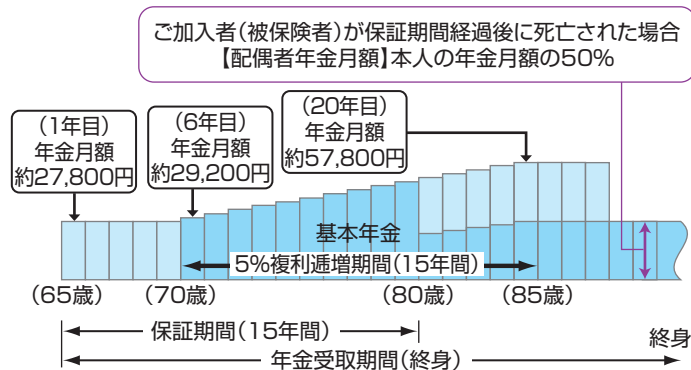 ご加入者(被保険者)が保証期間経過後に死亡された場合
【配偶者年金月額】本人の年金月額の50%
(1年目)
年金月額
約27,800円
(6年目)
年金月額
約29,200円
(20年目)
年金月額
約57,800円
基本年金
5%複利逓増期間(15年間)
(65歳)
(70歳)
(80歳)
(85歳)
保証期間(15年間)
終身
年金受取期間(終身)